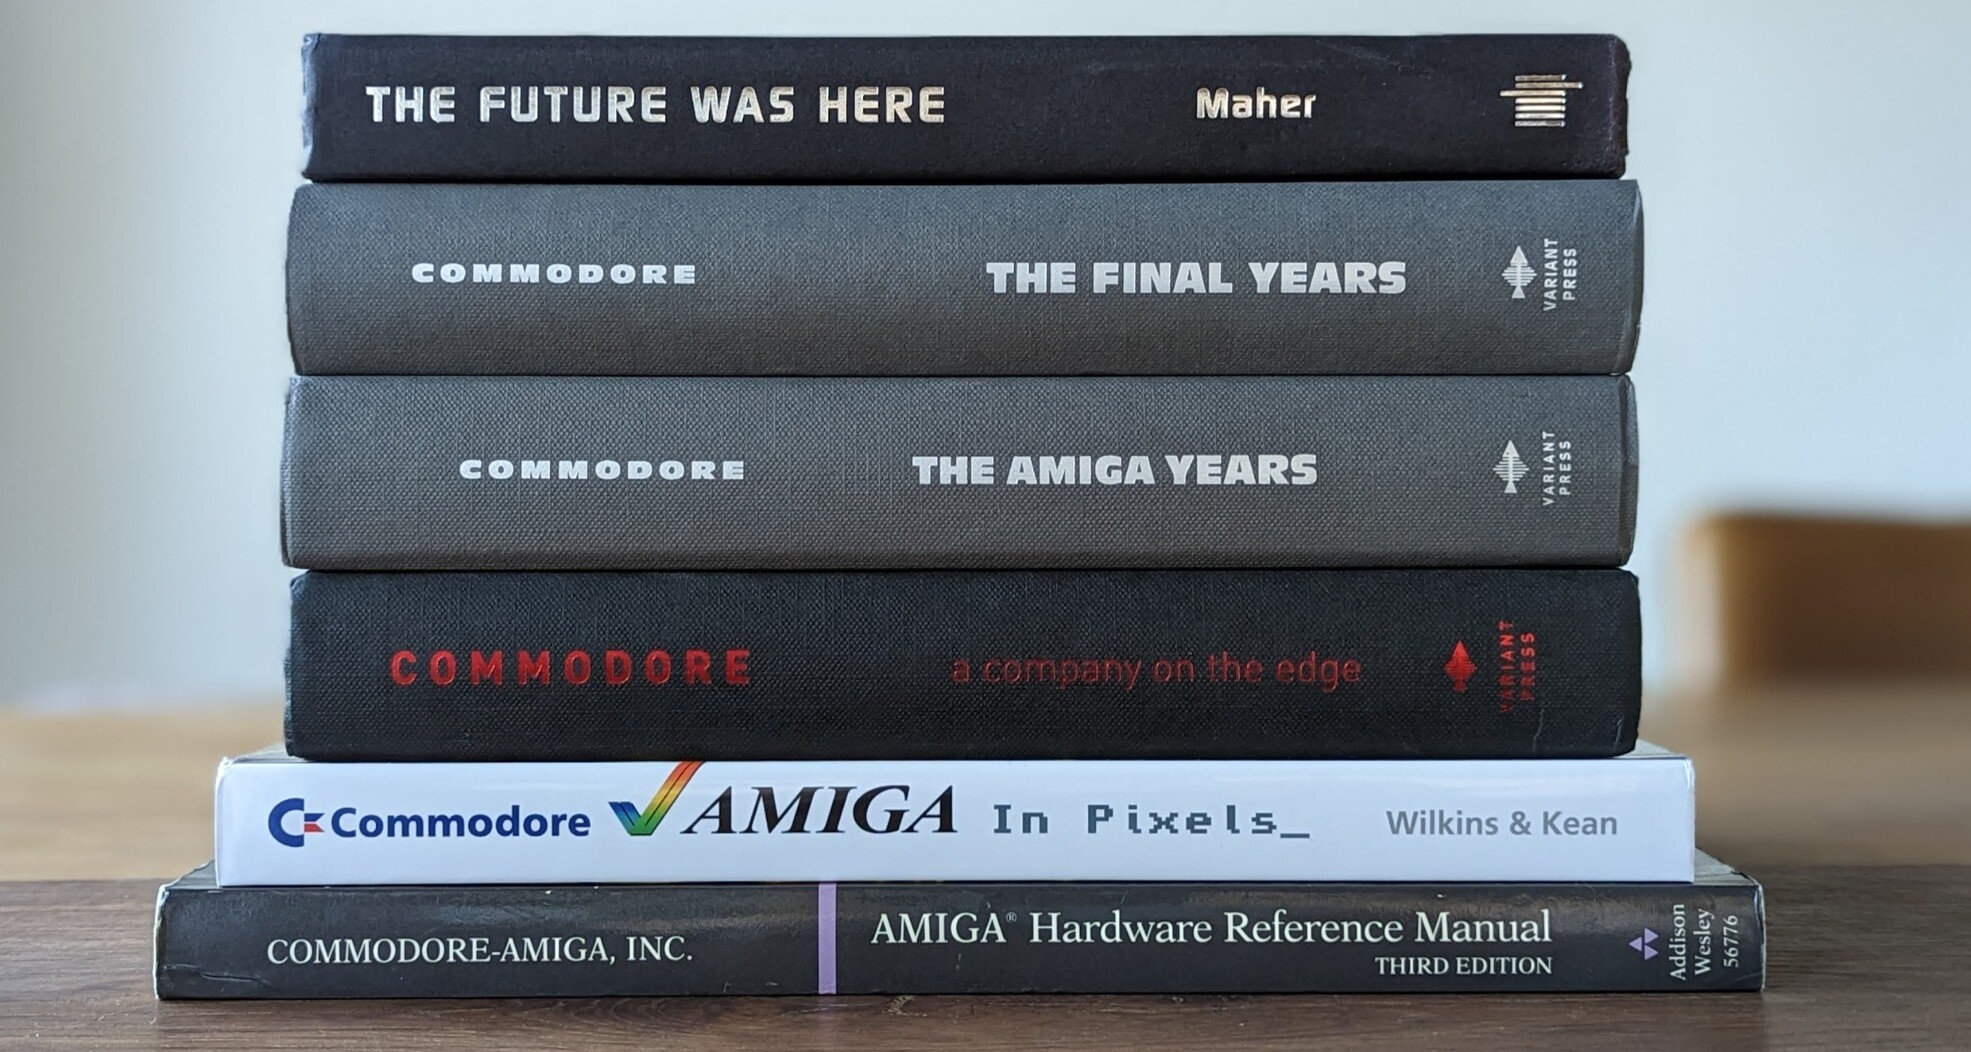 THE FUTURE WAS HERE Maher
COMMODORE THE FINAL YEARS VARIANT PRESS
COMMODORE THE AMIGA YEARS VARIANT PRESS
COMMODORE a company on the edge VARIANT PRESS
Commodore AMIGA In Pixels_ Wilkins & Kean
COMMODORE-AMIGA, INC. AMIGA® Hardware Reference Manual
THIRD EDITION
Addison
Wesley
56776